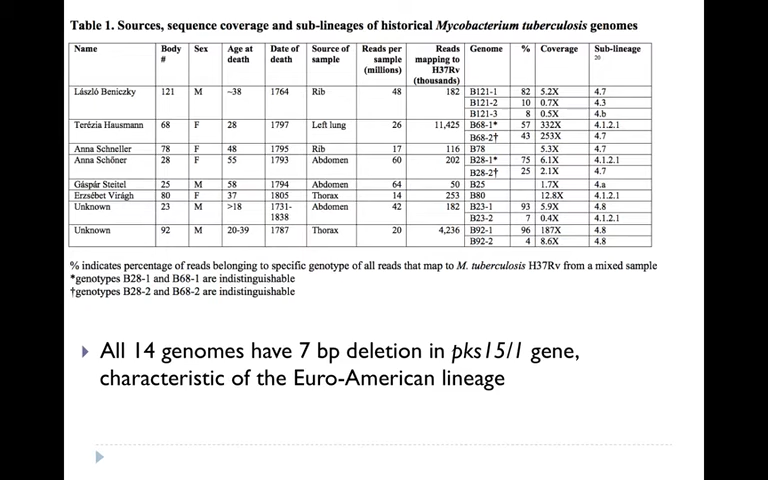 Table 1. Sources, sequence coverage and sub-lineages of historical Mycobacterium tuberculosis genomes
Name Body # Sex Age at death Date of death Source of sample Reads per sample (millions) Reads mapping to H37Rv (thousands) Genome % Coverage Sub-lineage 20
László Beniczky 121 M ~38 1764 Rib 48 182 B121-1 82 5.2X 4.7
B121-2 10 0.7X 4.3
B121-3 8 0.5X 4.b
Terézia Hausmann 68 F 28 1797 Left lung 26 11,425 B68-1* 57 332X 4.1.2.1
B68-2† 43 253X 4.7
Anna Schneller 78 F 48 1795 Rib 17 116 B78 5.3X 4.7
Anna Schöner 28 F 55 1793 Abdomen 60 202 B28-1* 75 6.1X 4.1.2.1
B28-2† 25 2.1X 4.7
Gáspár Steitel 25 M 58 1794 Abdomen 64 50 B25 1.7X 4.a
Erzsébet Virágh 80 F 37 1805 Thorax 14 253 B80 12.8X 4.1.2.1
Unknown 23 M >18 1731-1838 Abdomen 42 182 B23-1 93 5.9X 4.8
B23-2 7 0.4X 4.1.2.1
Unknown 92 M 20-39 1787 Thorax 20 4,236 B92-1 96 187X 4.8
B92-2 4 8.6X 4.8
% indicates percentage of reads belonging to specific genotype of all reads that map to M. tuberculosis H37Rv from a mixed sample
*genotypes B28-1 and B68-1 are indistinguishable
†genotypes B28-2 and B68-2 are indistinguishable
All 14 genomes have 7 bp deletion in pks15/1 gene,
characteristic of the Euro-American lineage